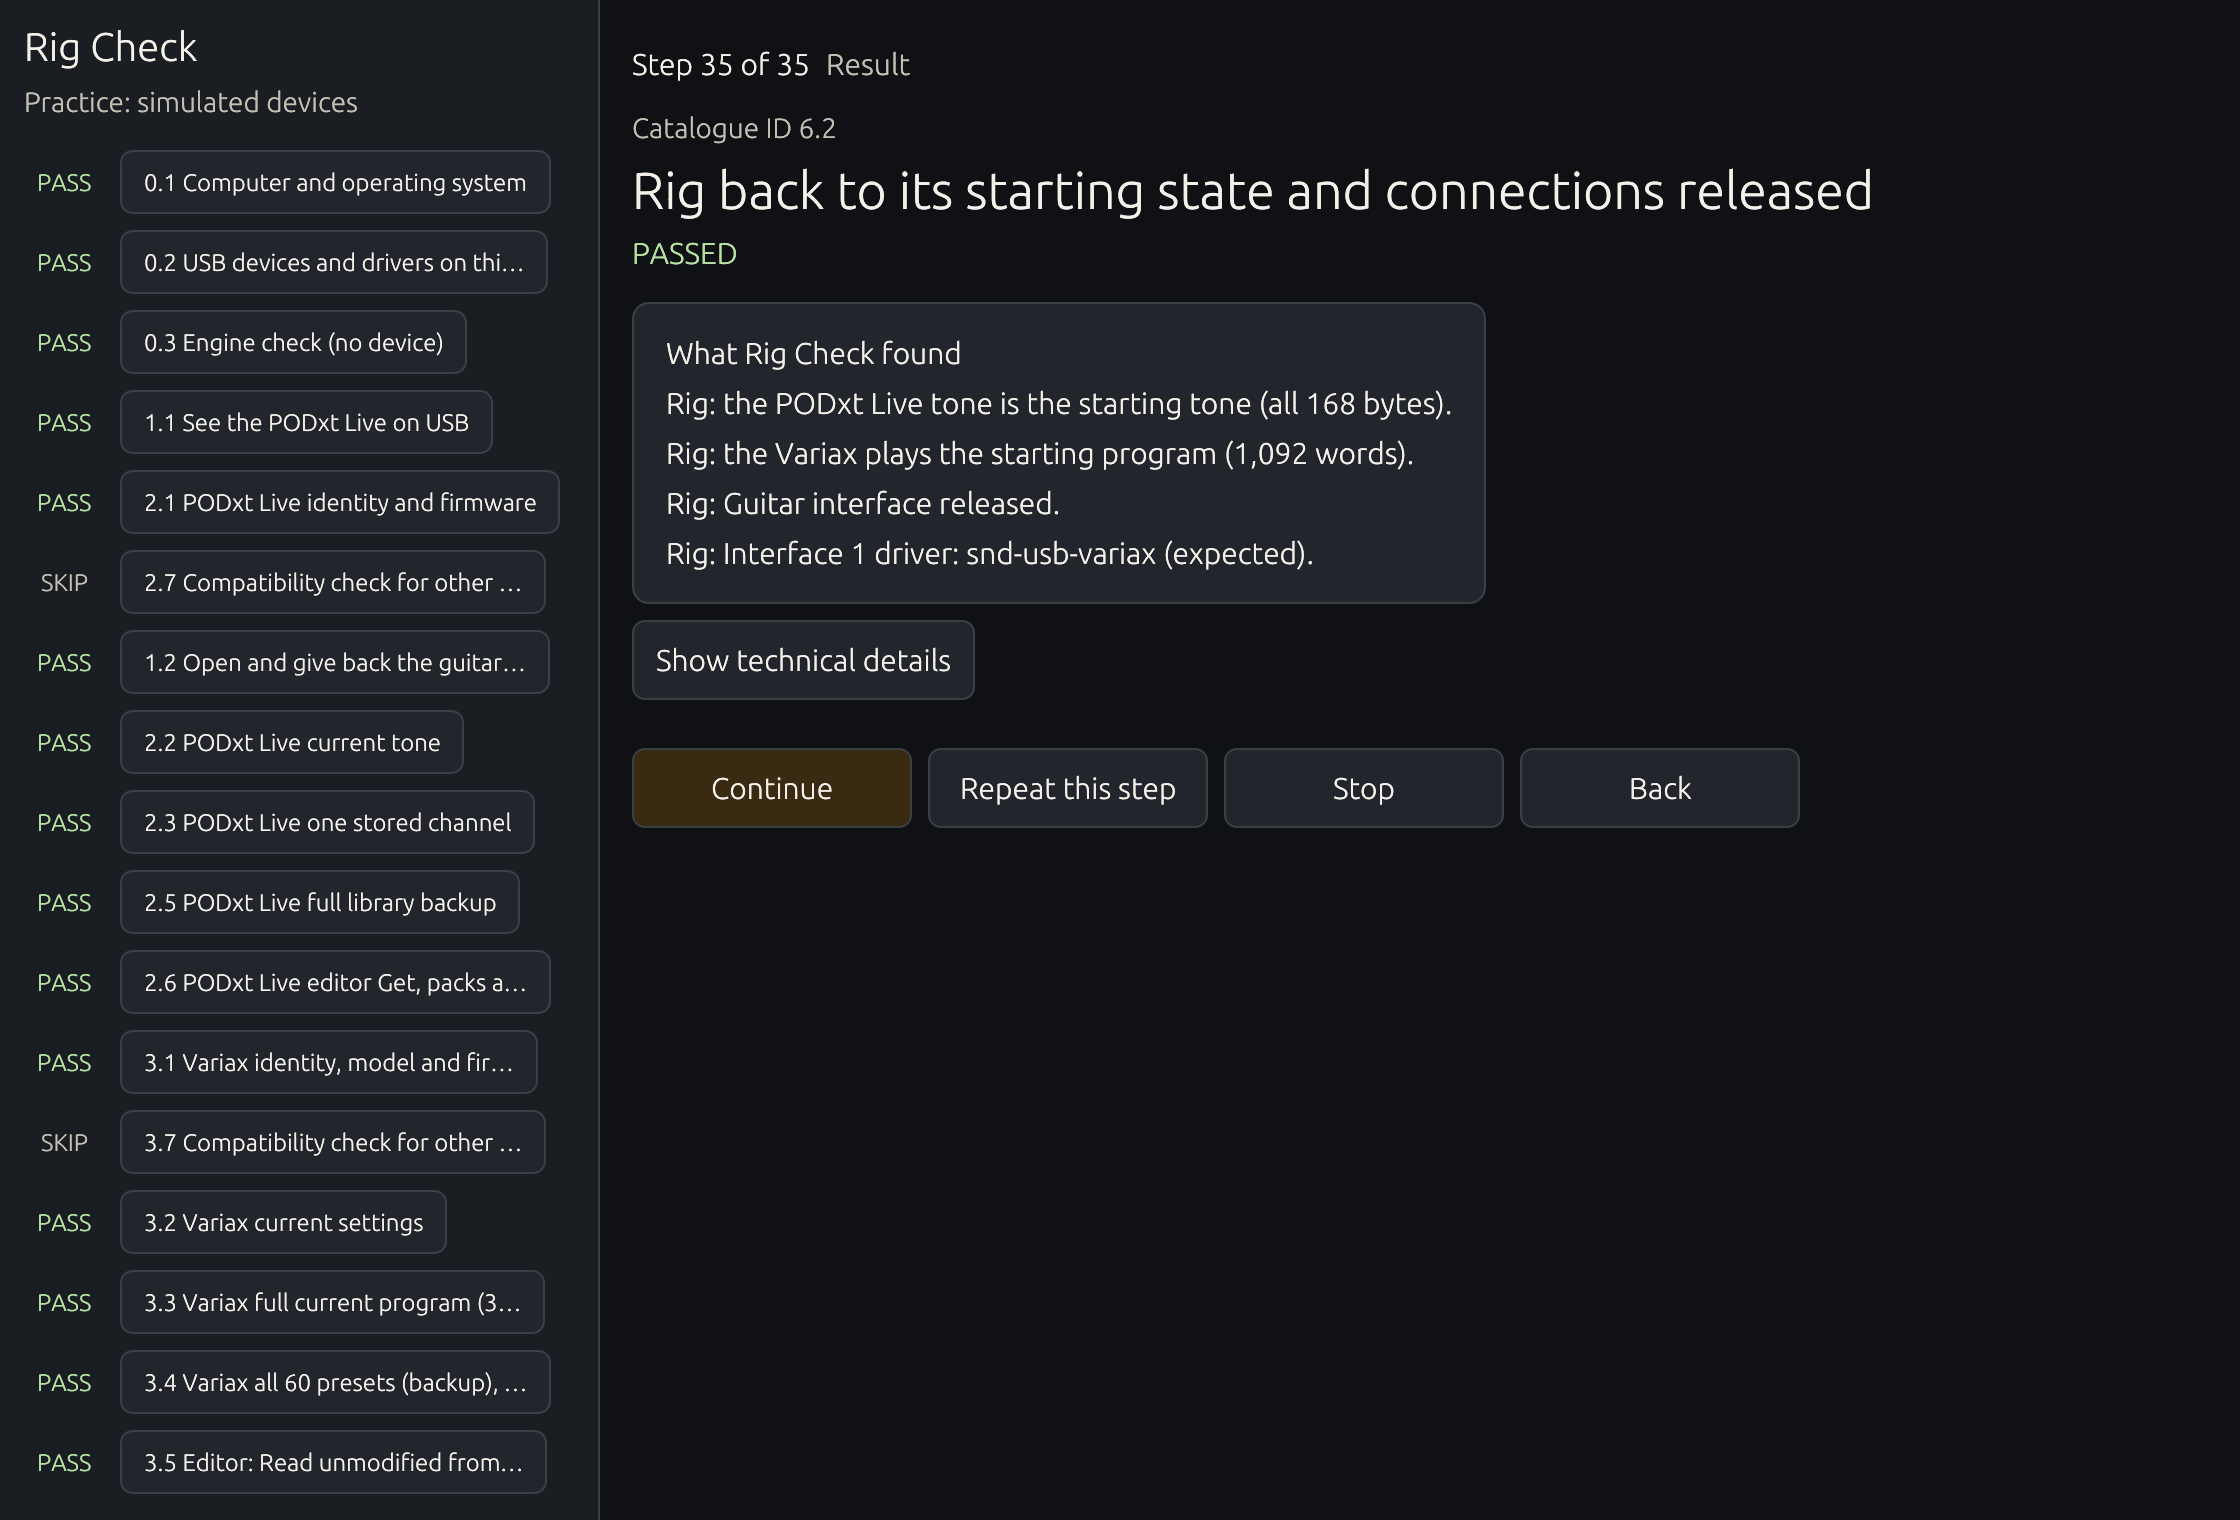 Rig Check
Practice: simulated devices
PASS 0.1 Computer and operating system
PASS 0.2 USB devices and drivers on thi…
PASS 0.3 Engine check (no device)
PASS 1.1 See the PODxt Live on USB
PASS 2.1 PODxt Live identity and firmware
SKIP 2.7 Compatibility check for other …
PASS 1.2 Open and give back the guitar…
PASS 2.2 PODxt Live current tone
PASS 2.3 PODxt Live one stored channel
PASS 2.5 PODxt Live full library backup
PASS 2.6 PODxt Live editor Get, packs a…
PASS 3.1 Variax identity, model and fir…
SKIP 3.7 Compatibility check for other …
PASS 3.2 Variax current settings
PASS 3.3 Variax full current program (3…
PASS 3.4 Variax all 60 presets (backup), …
PASS 3.5 Editor: Read unmodified from…
Step 35 of 35 Result
Catalogue ID 6.2
Rig back to its starting state and connections released
PASSED
What Rig Check found
Rig: the PODxt Live tone is the starting tone (all 168 bytes).
Rig: the Variax plays the starting program (1,092 words).
Rig: Guitar interface released.
Rig: Interface 1 driver: snd-usb-variax (expected).
Show technical details
Continue Repeat this step Stop Back